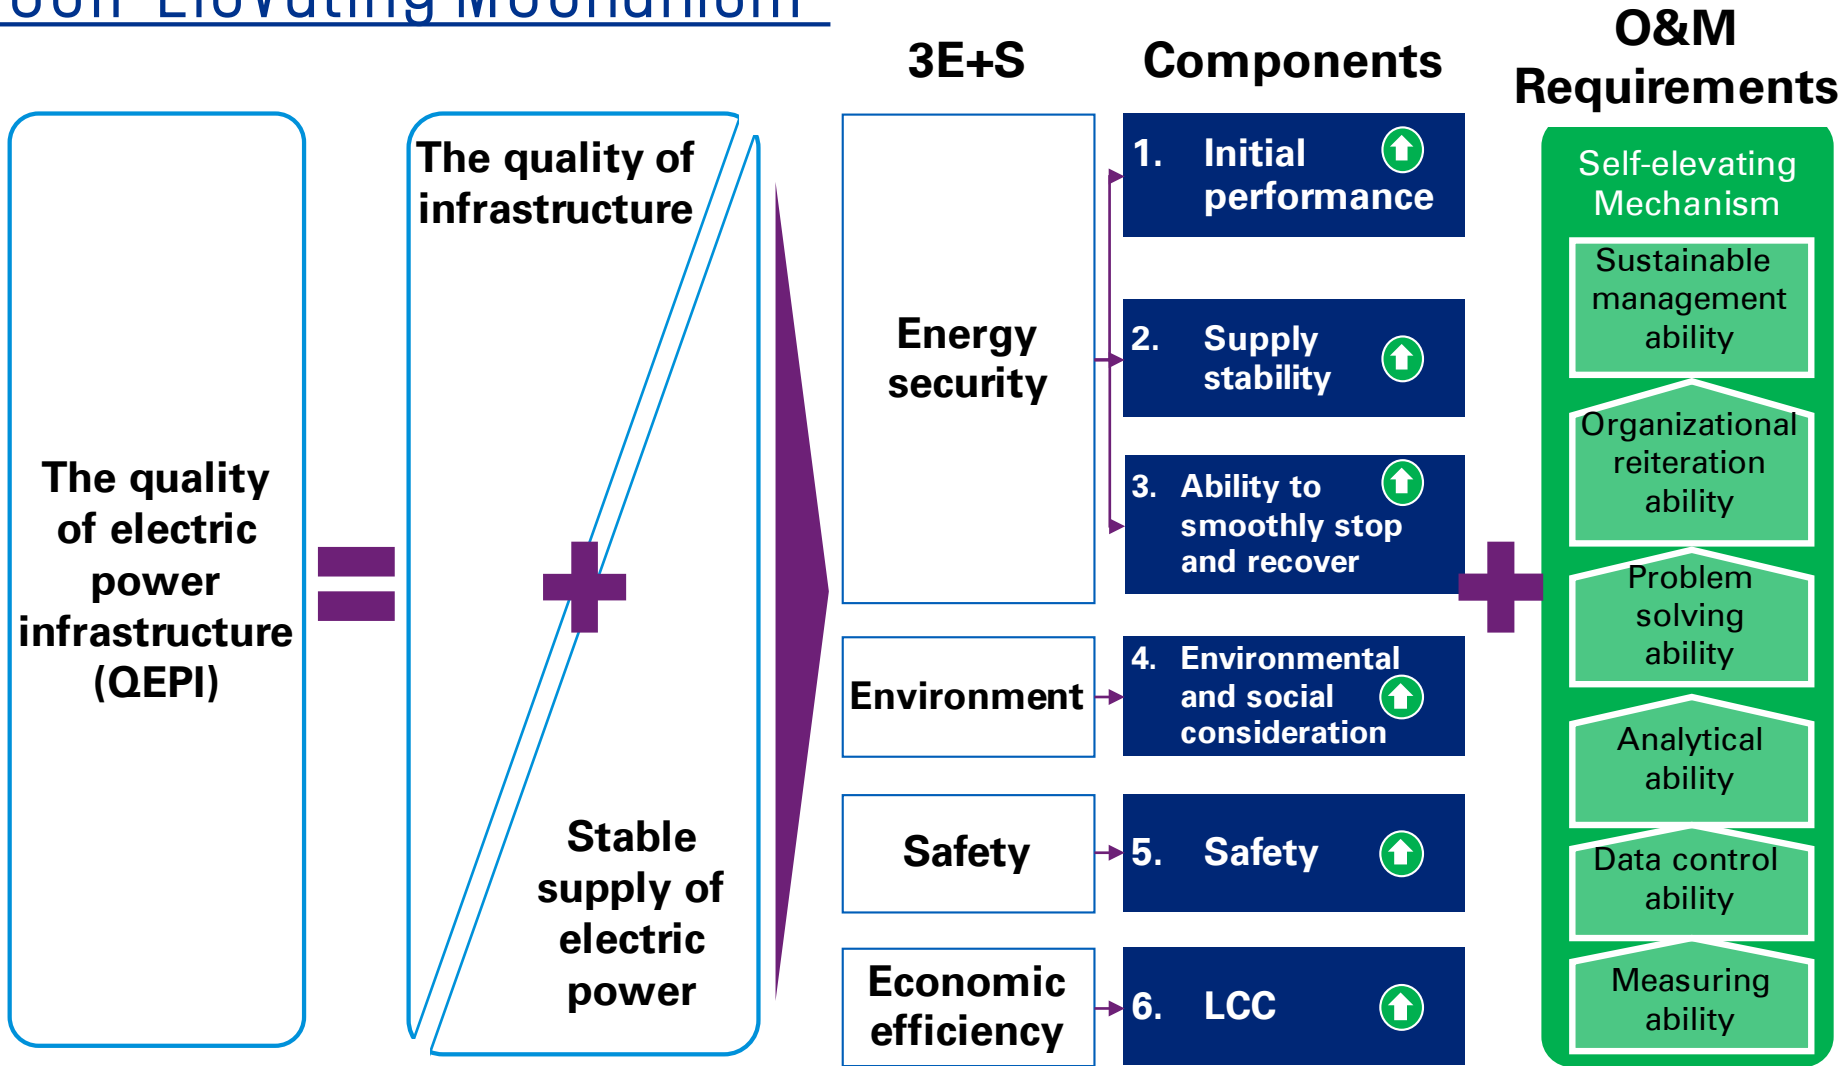 Self-Elevating Mechanism
3E+S
Components
O&M
Requirements
The quality
of electric
power
infrastructure
(QEPI)
The quality of
infrastructure
Stable
supply of
electric
power
Energy
security
Environment
Safety
Economic
efficiency
1. Initial
performance
2. Supply
stability
3. Ability to
smoothly stop
and recover
4. Environmental
and social
consideration
5. Safety
6. LCC
Self-elevating
Mechanism
Sustainable
management
ability
Organizational
reiteration
ability
Problem
solving
ability
Analytical
ability
Data control
ability
Measuring
ability